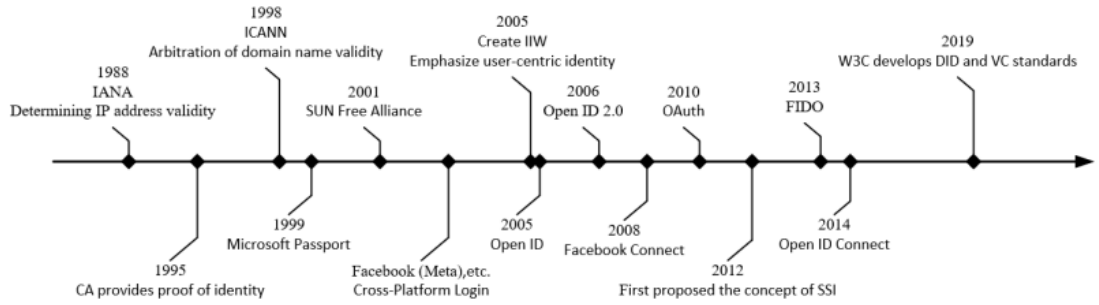 1988
IANA
Determining IP address validity
1995
CA provides proof of identity
1998
ICANN
Arbitration of domain name validity
1999
Microsoft Passport
2001
SUN Free Alliance
Facebook (Meta),etc.
Cross-Platform Login
2005
Create IIW
Emphasize user-centric identity
2005
Open ID
2006
Open ID 2.0
2008
Facebook Connect
2010
OAuth
2012
First proposed the concept of SSI
2013
FIDO
2014
Open ID Connect
2019
W3C develops DID and VC standards